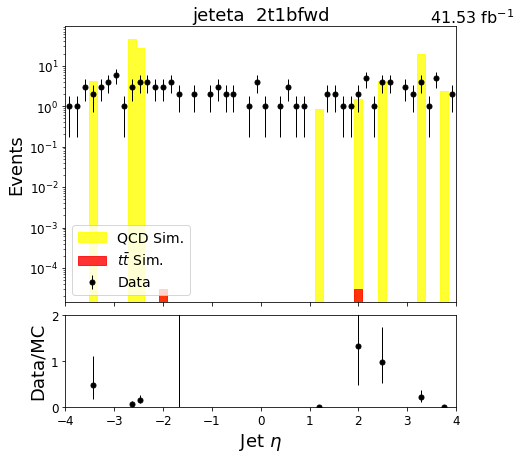 jeteta 2t1bfwd
41.53 fb⁻¹
Events
10¹
10⁰
10⁻¹
10⁻²
10⁻³
10⁻⁴
QCD Sim.
tt̄ Sim.
Data
Data/MC
2
1
0
−4 −3 −2 −1 0 1 2 3 4
Jet η